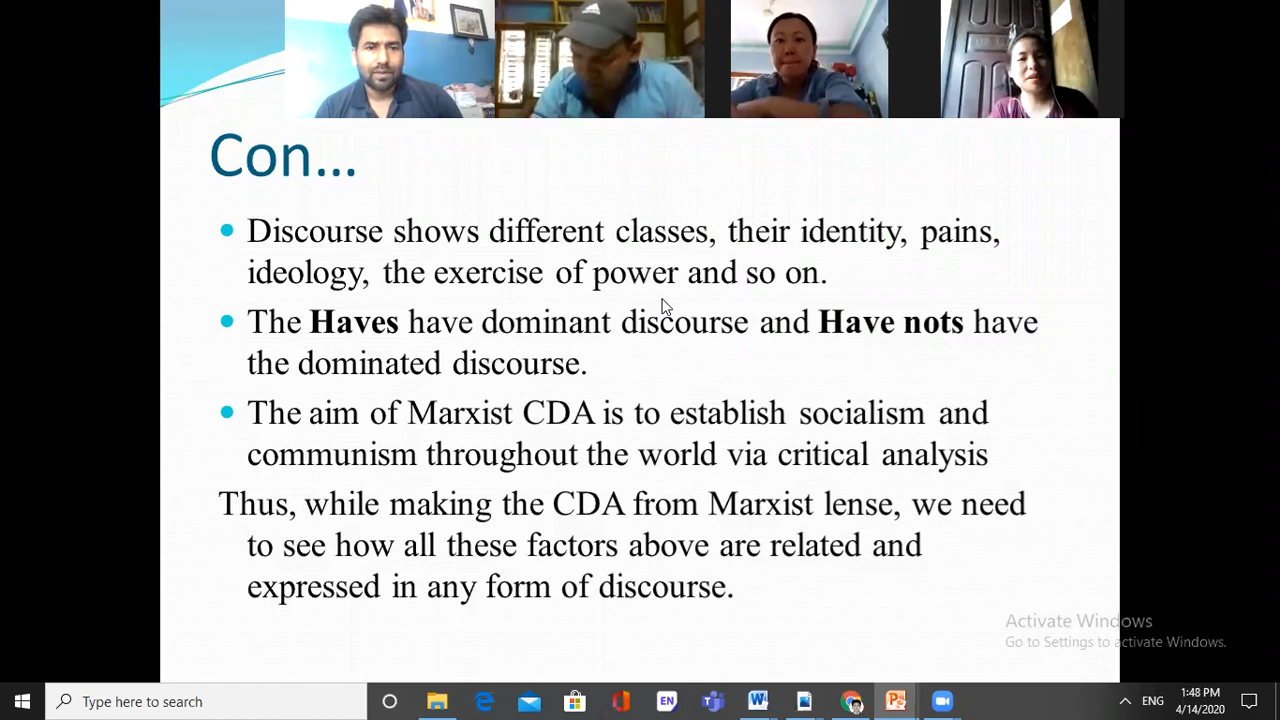 Con...
Discourse shows different classes, their identity, pains,
ideology, the exercise of power and so on.
The Haves have dominant discourse and Have nots have
the dominated discourse.
The aim of Marxist CDA is to establish socialism and
communism throughout the world via critical analysis
Thus, while making the CDA from Marxist lense, we need
to see how all these factors above are related and
expressed in any form of discourse.
Activate Windows
Go to Settings to activate Windows.
Type here to search
EN
ENG
1:48 PM
4/14/2020